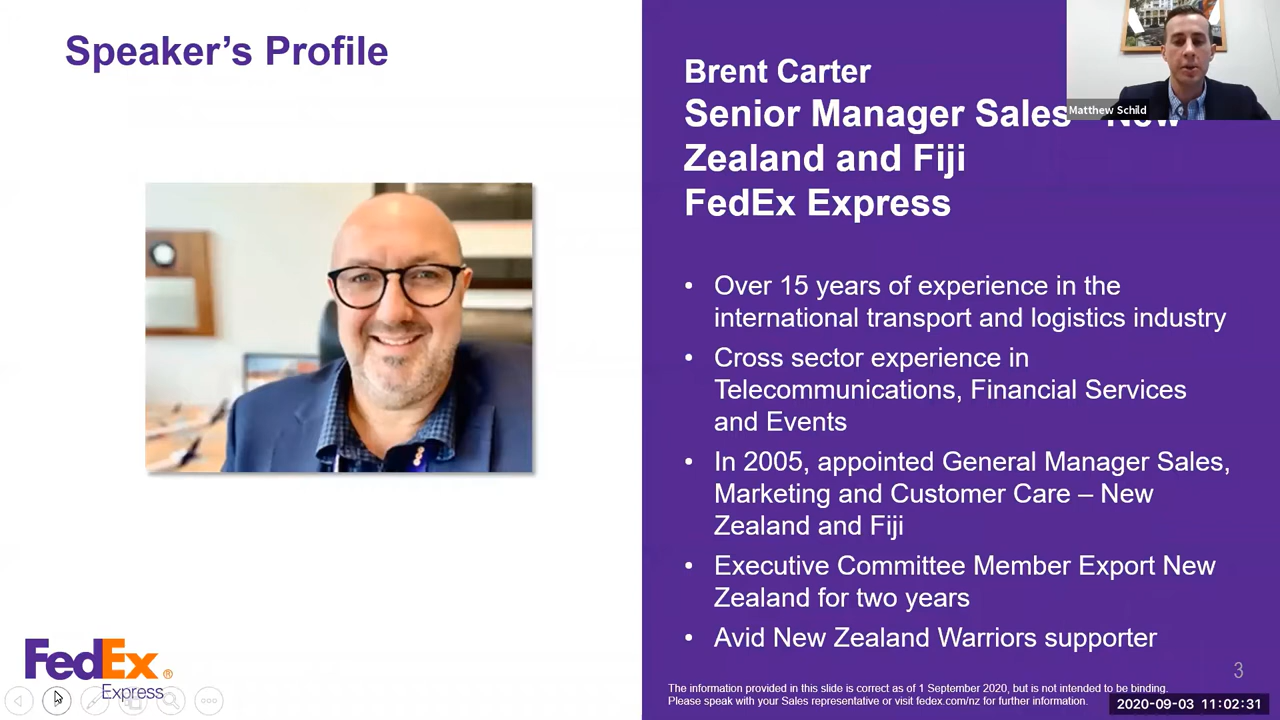 Speaker’s Profile
Brent Carter
Senior Manager Sales - New
Zealand and Fiji
FedEx Express
Matthew Schild
• Over 15 years of experience in the
international transport and logistics industry
• Cross sector experience in
Telecommunications, Financial Services
and Events
• In 2005, appointed General Manager Sales,
Marketing and Customer Care – New
Zealand and Fiji
• Executive Committee Member Export New
Zealand for two years
• Avid New Zealand Warriors supporter
FedEx®
Express
3
The information provided in this slide is correct as of 1 September 2020, but is not intended to be binding.
Please speak with your Sales representative or visit fedex.com/nz for further information.
2020-09-03 11:02:31